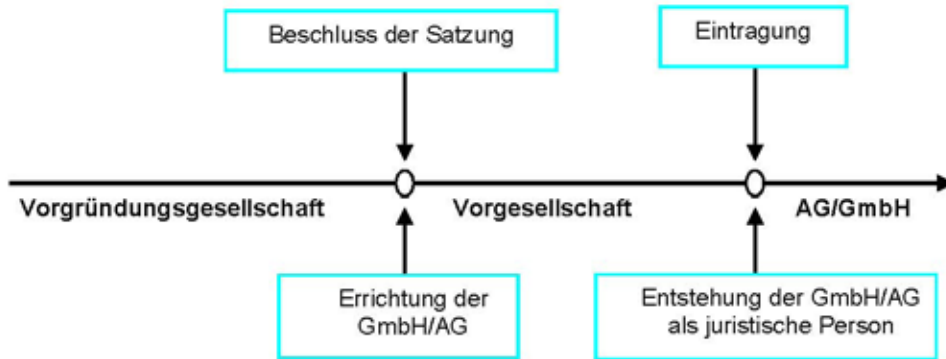 Beschluss der Satzung
Eintragung
Vorgründungsgesellschaft
Vorgesellschaft
AG/GmbH
Errichtung der
GmbH/AG
Entstehung der GmbH/AG
als juristische Person